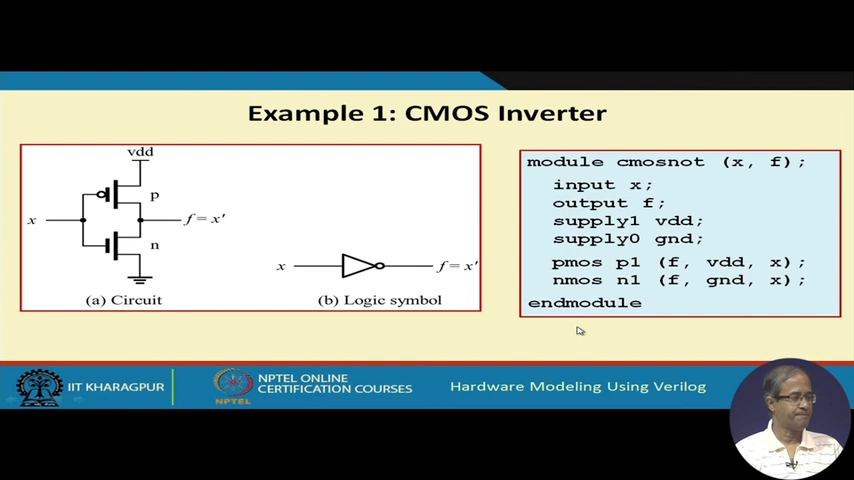 Example 1: CMOS Inverter
vdd
p
x
f = x'
n
(a) Circuit
x
f = x'
(b) Logic symbol
module cmosnot (x, f);
input x;
output f;
supply1 vdd;
supply0 gnd;
pmos p1 (f, vdd, x);
nmos n1 (f, gnd, x);
endmodule
IIT KHARAGPUR
NPTEL
NPTEL ONLINE
CERTIFICATION COURSES
Hardware Modeling Using Verilog